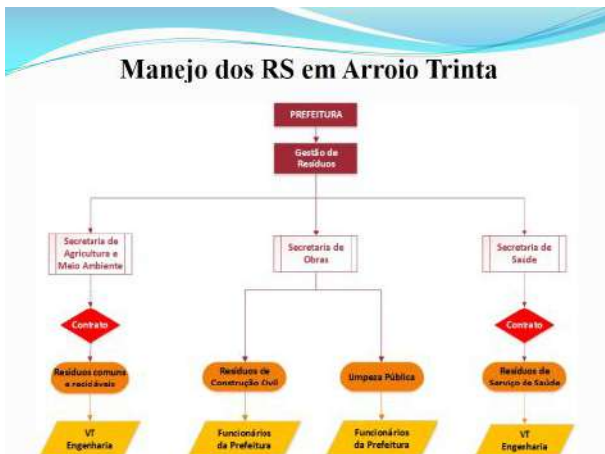 Manejo dos RS em Arroio Trinta
PREFEITURA
Gestão de
Resíduos
Secretaria de
Agricultura e
Meio Ambiente
Secretaria de
Obras
Secretaria de
Saúde
Contrato
Contrato
Resíduos comuns
e recicláveis
Resíduos de
Construção Civil
Limpeza Pública
Resíduos de
Serviço de Saúde
VT
Engenharia
Funcionários
da Prefeitura
Funcionários
da Prefeitura
VT
Engenharia